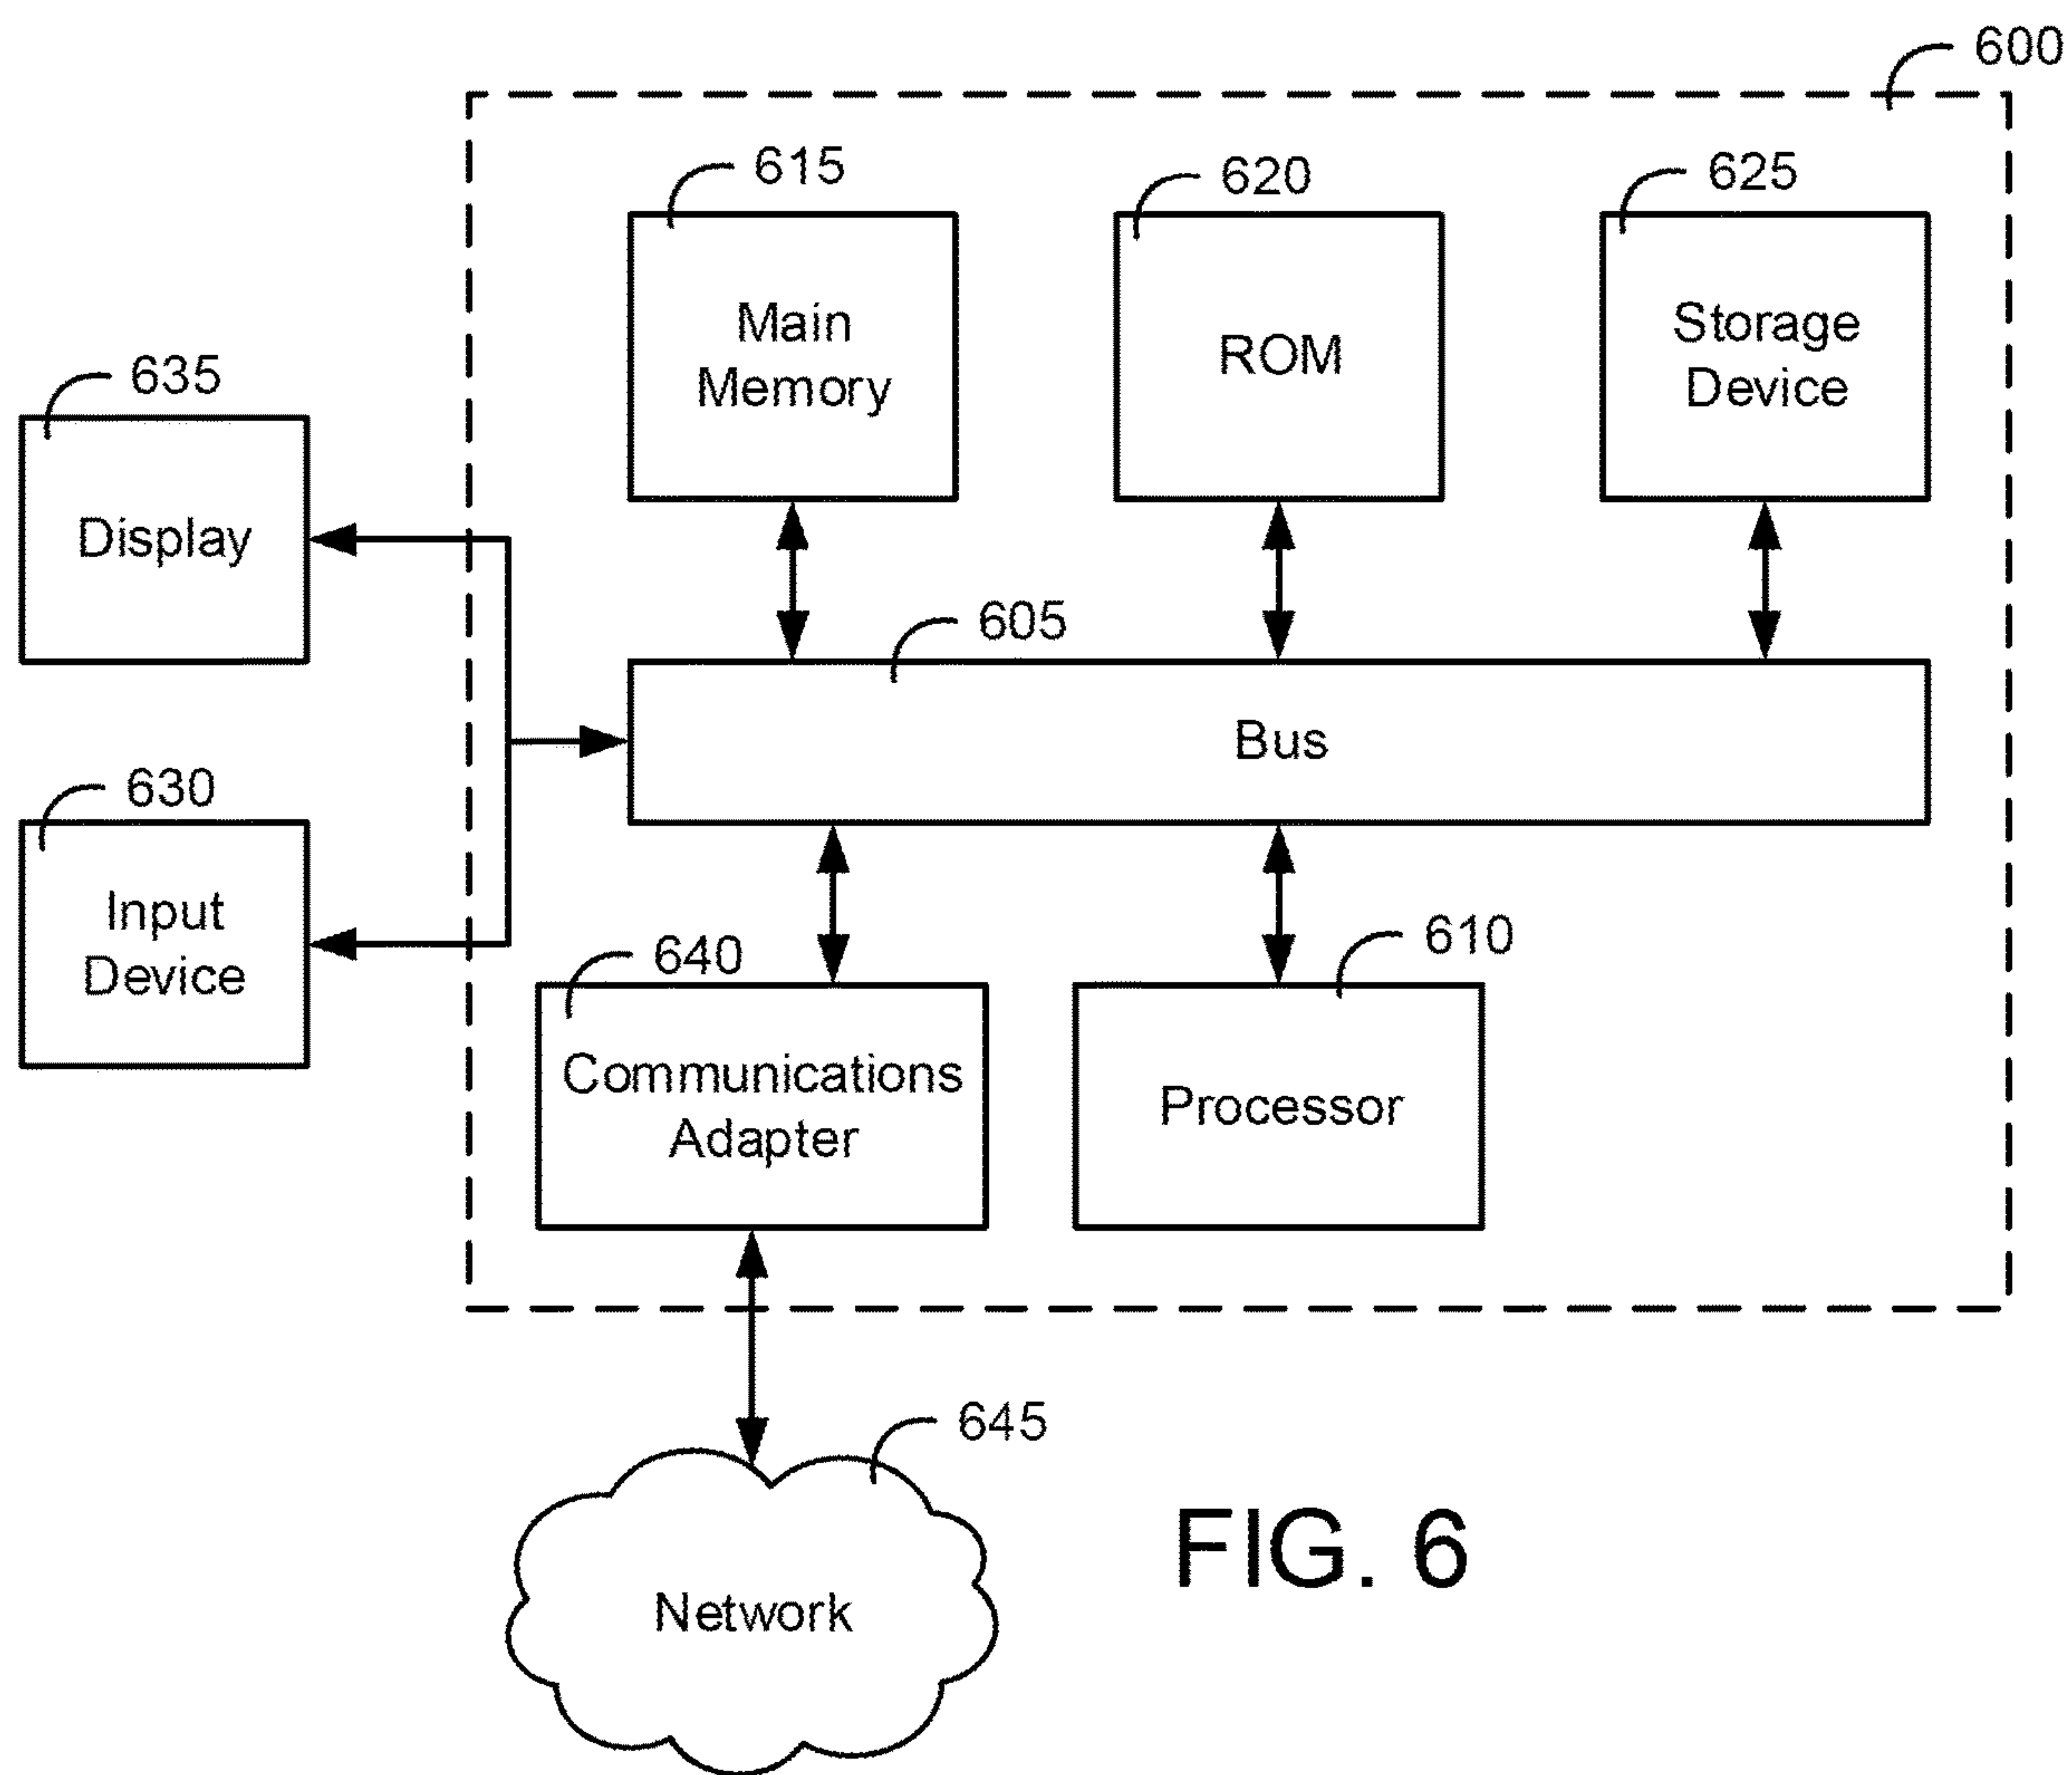 600
615
620
625
Main
Memory
ROM
Storage
Device
635
Display
605
Bus
630
Input
Device
640
610
Communications
Adapter
Processor
645
Network
FIG. 6